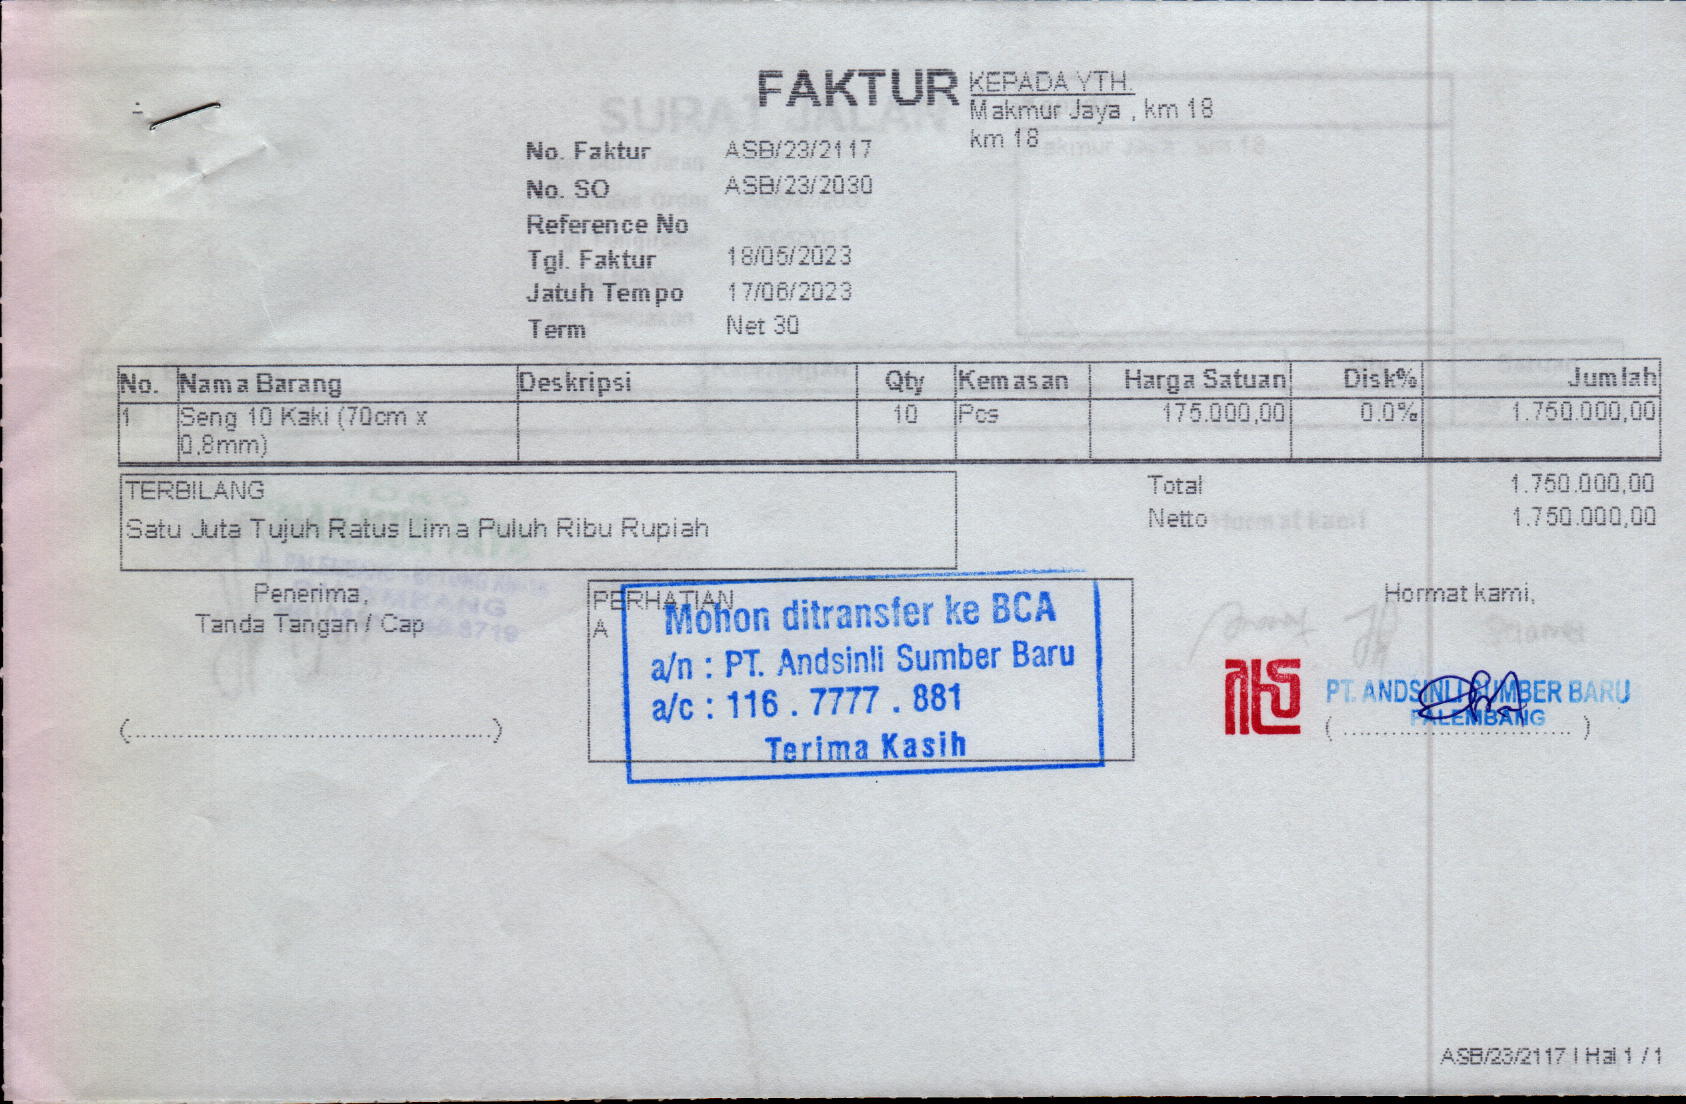 FAKTUR
KEPADA YTH.
Makmur Jaya , km 18
km 18
No. Faktur ASB/23/2117
No. SO ASB/23/2030
Reference No
Tgl. Faktur 18/05/2023
Jatuh Tempo 17/06/2023
Term Net 30
No. Nama Barang Deskripsi Qty Kemasan Harga Satuan Disk% Jumlah
1 Seng 10 Kaki (70cm x 10 Pcs 175.000,00 0.0% 1.750.000,00
0,8mm)
TERBILANG
Satu Juta Tujuh Ratus Lima Puluh Ribu Rupiah
Total 1.750.000,00
Netto 1.750.000,00
Penerima,
Tanda Tangan / Cap
(..............................................)
PERHATIAN
A
Mohon ditransfer ke BCA
a/n : PT. Andsinli Sumber Baru
a/c : 116 . 7777 . 881
Terima Kasih
Hormat kami,
PT. ANDSINLI SUMBER BARU
PALEMBANG
( ............................. )
ASB/23/2117 | Hal 1 / 1